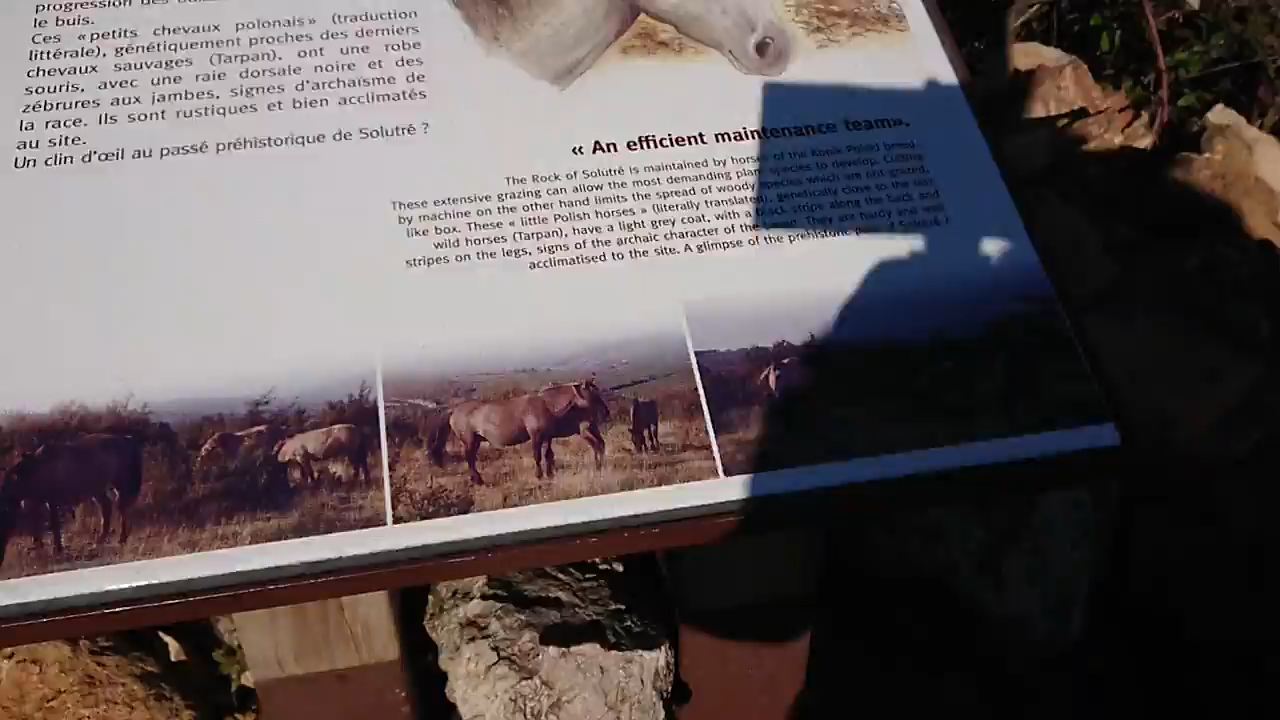 progression des
le buis.
Ces «petits chevaux polonais» (traduction
littérale), génétiquement proches des derniers
chevaux sauvages (Tarpan), ont une robe
souris, avec une raie dorsale noire et des
zébrures aux jambes, signes d'archaïsme de
la race. Ils sont rustiques et bien acclimatés
au site.
Un clin d'œil au passé préhistorique de Solutré ?
« An efficient maintenance team».
The Rock of Solutré is maintained by horses of the Konik Polski breed.
These extensive grazing can allow the most demanding plant species to develop. Cutting
by machine on the other hand limits the spread of woody species which are not grazed,
like box. These « little Polish horses » (literally translated), genetically close to the last
wild horses (Tarpan), have a light grey coat, with a black stripe along the back and
stripes on the legs, signs of the archaic character of the breed. They are hardy and well
acclimatised to the site. A glimpse of the prehistoric past of Solutré ?